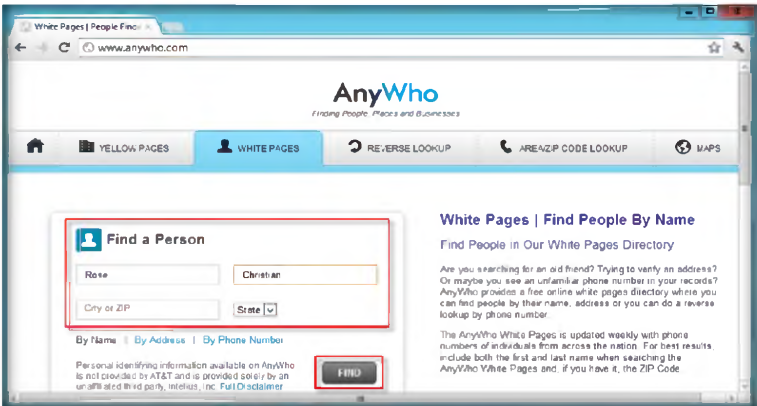 White Pages | People Finde
www.anywho.com
AnyWho
Finding People, Places and Businesses
YELLOW PAGES
WHITE PAGES
REVERSE LOOKUP
AREA/ZIP CODE LOOKUP
MAPS
Find a Person
Rose
Christian
City or ZIP
State
By Name | By Address | By Phone Number
Personal identifying information available on AnyWho
is not provided by AT&T and is provided solely by an
unaffiliated third party, Intelius, Inc. Full Disclaimer
FIND
White Pages | Find People By Name
Find People in Our White Pages Directory
Are you searching for an old friend? Trying to verify an address?
Or maybe you see an unfamiliar phone number in your records?
AnyWho provides a free online white pages directory where you
can find people by their name, address or you can do a reverse
lookup by phone number.
The AnyWho White Pages is updated weekly with phone
numbers of individuals from across the nation. For best results,
include both the first and last name when searching the
AnyWho White Pages and, if you have it, the ZIP Code.